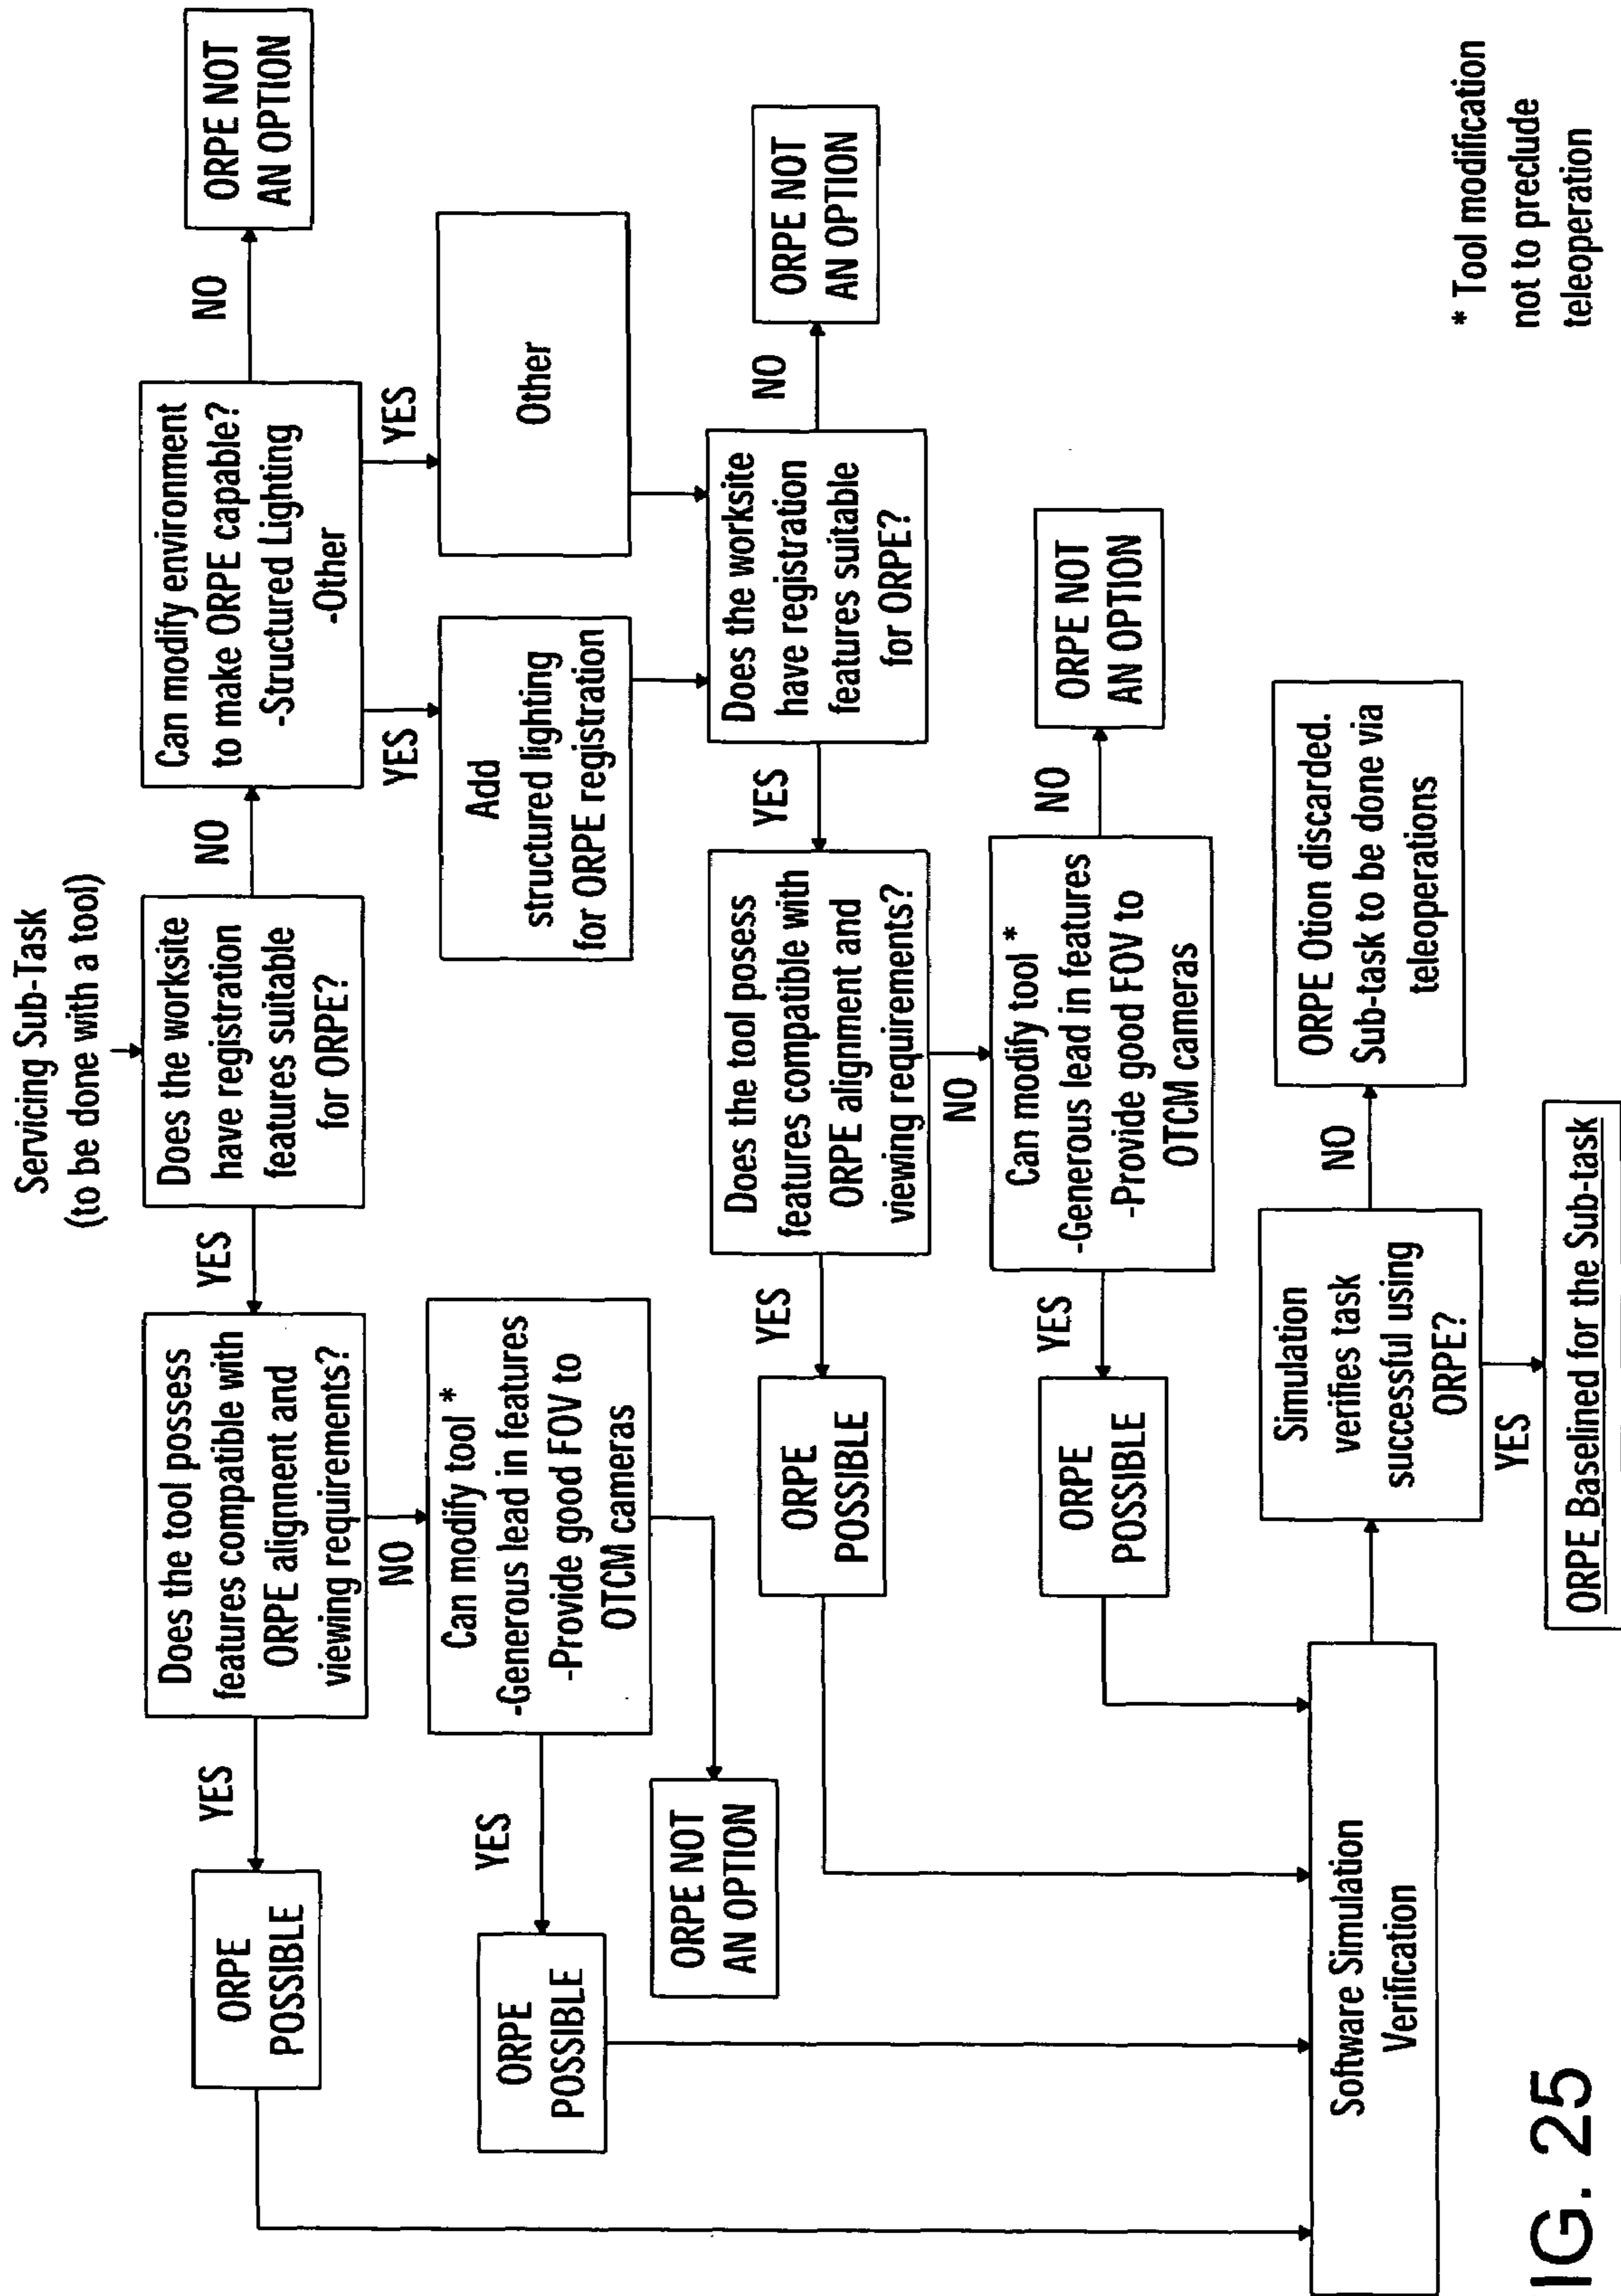 Servicing Sub-Task
(to be done with a tool)
Does the worksite
have registration
features suitable
for ORPE?
NO
Can modify environment
to make ORPE capable?
-Structured Lighting
-Other
NO
ORPE NOT
AN OPTION
YES
Does the tool possess
features compatible with
ORPE alignment and
viewing requirements?
YES
ORPE
POSSIBLE
NO
Can modify tool *
-Generous lead in features
-Provide good FOV to
OTCM cameras
YES
ORPE
POSSIBLE
ORPE NOT
AN OPTION
YES
Add
structured lighting
for ORPE registration
YES
Other
Does the worksite
have registration
features suitable
for ORPE?
NO
ORPE NOT
AN OPTION
YES
Does the tool possess
features compatible with
ORPE alignment and
viewing requirements?
YES
ORPE
POSSIBLE
NO
Can modify tool *
-Generous lead in features
-Provide good FOV to
OTCM cameras
NO
ORPE NOT
AN OPTION
YES
ORPE
POSSIBLE
Software Simulation
Verification
Simulation
verifies task
successful using
ORPE?
NO
ORPE Otion discarded.
Sub-task to be done via
teleoperations
YES
ORPE Baselined for the Sub-task
* Tool modification
not to preclude
teleoperation
IG. 25